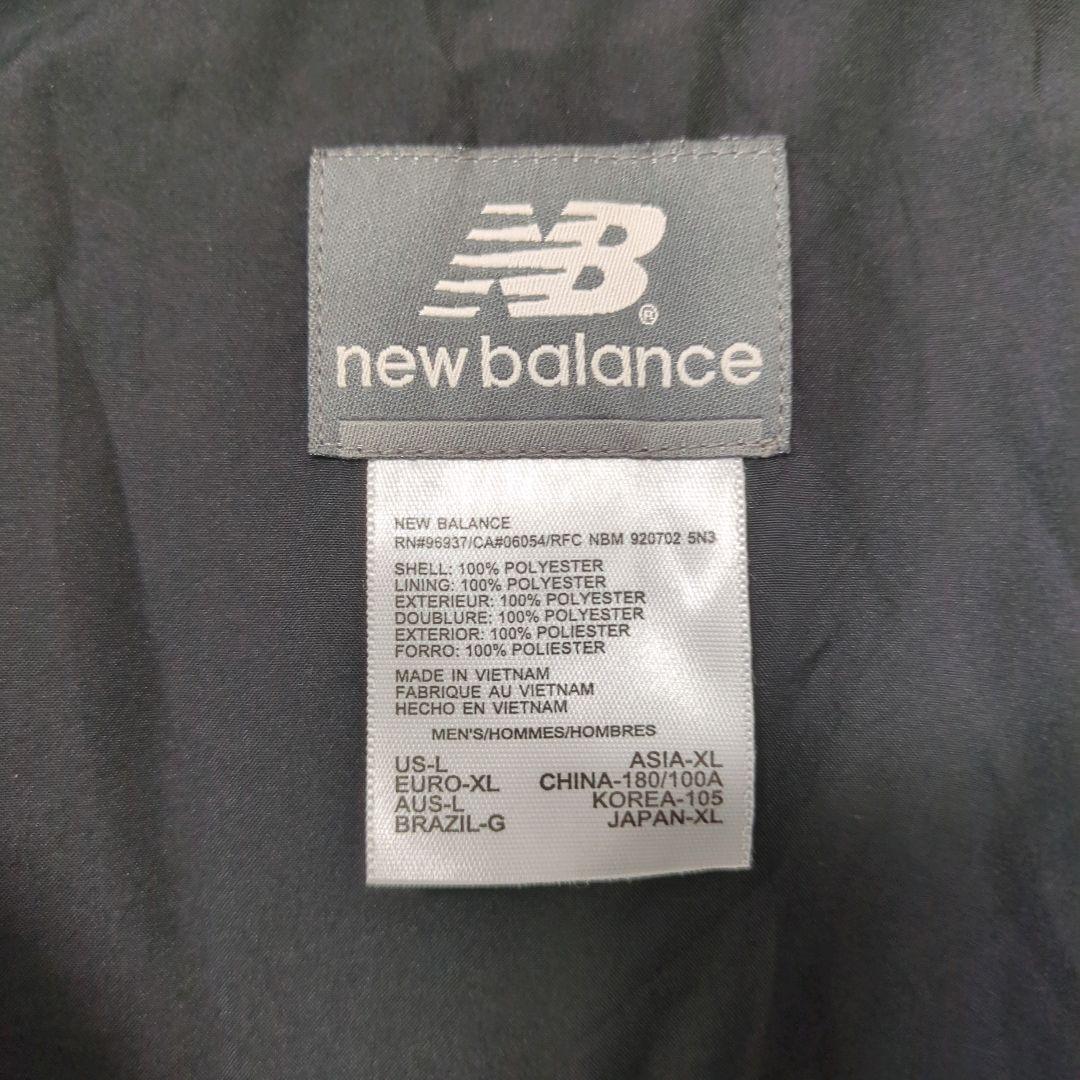 NB®
new balance
NEW BALANCE
RN#96937/CA#06054/RFC NBM 920702 5N3
SHELL: 100% POLYESTER
LINING: 100% POLYESTER
EXTERIEUR: 100% POLYESTER
DOUBLURE: 100% POLYESTER
EXTERIOR: 100% POLIESTER
FORRO: 100% POLIESTER
MADE IN VIETNAM
FABRIQUE AU VIETNAM
HECHO EN VIETNAM
MEN'S/HOMMES/HOMBRES
US-L ASIA-XL
EURO-XL CHINA-180/100A
AUS-L KOREA-105
BRAZIL-G JAPAN-XL